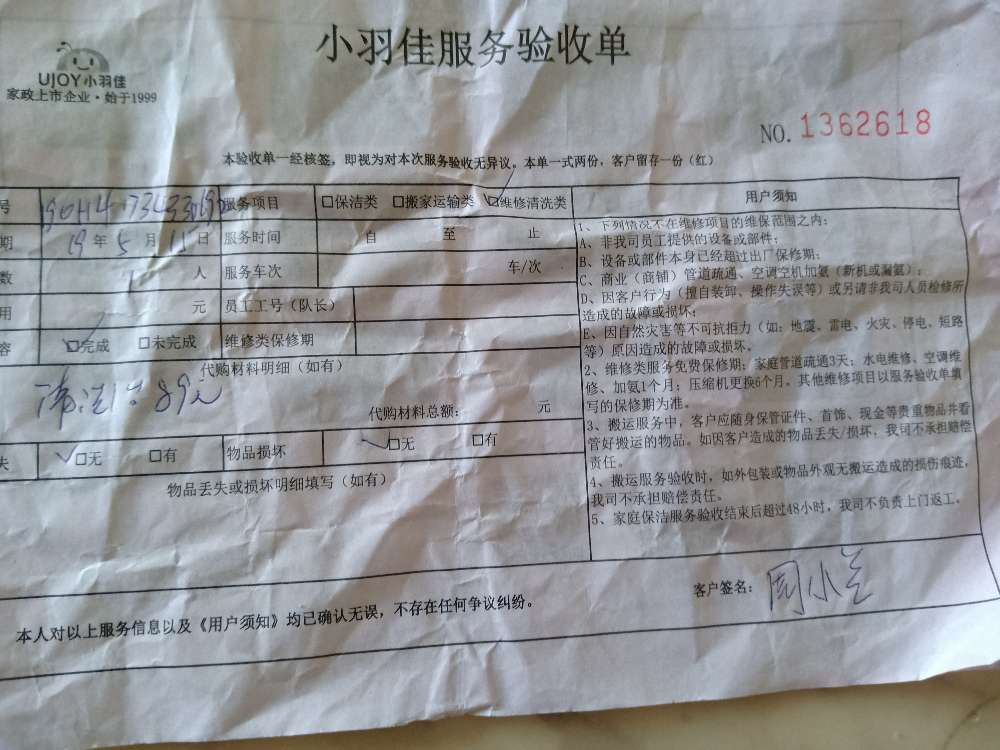 小羽佳服务验收单
UJOY小羽佳
家政上市企业·始于1999
NO. 1362618
本验收单一经核签，即视为对本次服务验收无异议。本单一式两份，客户留存一份（红）
号 服务项目 □保洁类 □搬家运输类 □维修清洗类
期 19年5月11日 服务时间 自 至 止
数 1 人 服务车次 车/次
用 元 员工工号（队长）
容 □完成 □未完成 维修类保修期
代购材料明细（如有）
清洗 89元
代购材料总额： 元
失 □无 □有 物品损坏 □无 □有
物品丢失或损坏明细填写（如有）
用户须知
1、下列情况不在维修项目的维保范围之内：
A、非我司员工提供的设备或部件；
B、设备或部件本身已经超过出厂保修期；
C、商业（商铺）管道疏通、空调空机加氨（新机或漏氨）；
D、因客户行为（擅自装卸、操作失误等）或另请非我司人员检修所
造成的故障或损坏；
E、因自然灾害等不可抗拒力（如：地震、雷电、火灾、停电、短路
等）原因造成的故障或损坏。
2、维修类服务免费保修期：家庭管道疏通3天；水电维修、空调维
修、加氨1个月；压缩机更换6个月。其他维修项目以服务验收单填
写的保修期为准。
3、搬运服务中，客户应随身保管证件、首饰、现金等贵重物品并看
管好搬运的物品。如因客户造成的物品丢失/损坏，我司不承担赔偿
责任。
4、搬运服务验收时，如外包装或物品外观无搬运造成的损伤痕迹，
我司不承担赔偿责任。
5、家庭保洁服务验收结束后超过48小时，我司不负责上门返工。
客户签名： 周小兰
本人对以上服务信息以及《用户须知》均已确认无误，不存在任何争议纠纷。